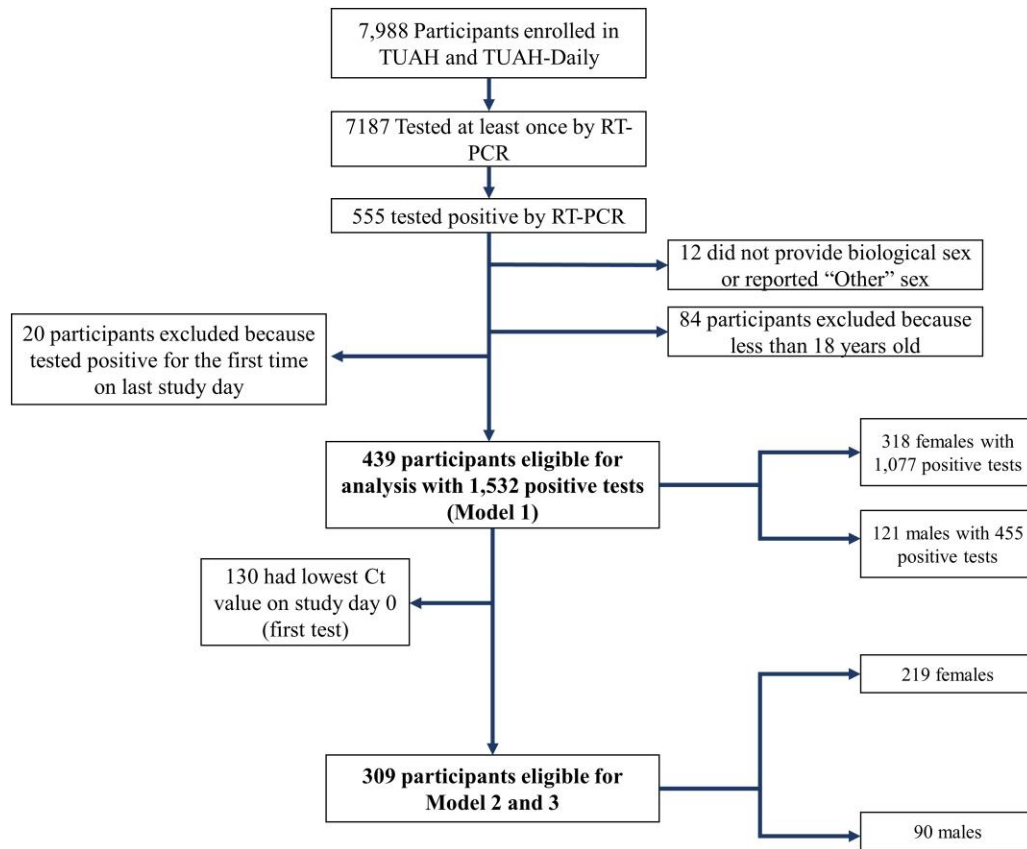 7,988 Participants enrolled in
TUAH and TUAH-Daily
7187 Tested at least once by RT-
PCR
555 tested positive by RT-PCR
12 did not provide biological sex
or reported “Other” sex
20 participants excluded because
tested positive for the first time
on last study day
84 participants excluded because
less than 18 years old
439 participants eligible for
analysis with 1,532 positive tests
(Model 1)
318 females with
1,077 positive tests
121 males with 455
positive tests
130 had lowest Ct
value on study day 0
(first test)
219 females
309 participants eligible for
Model 2 and 3
90 males